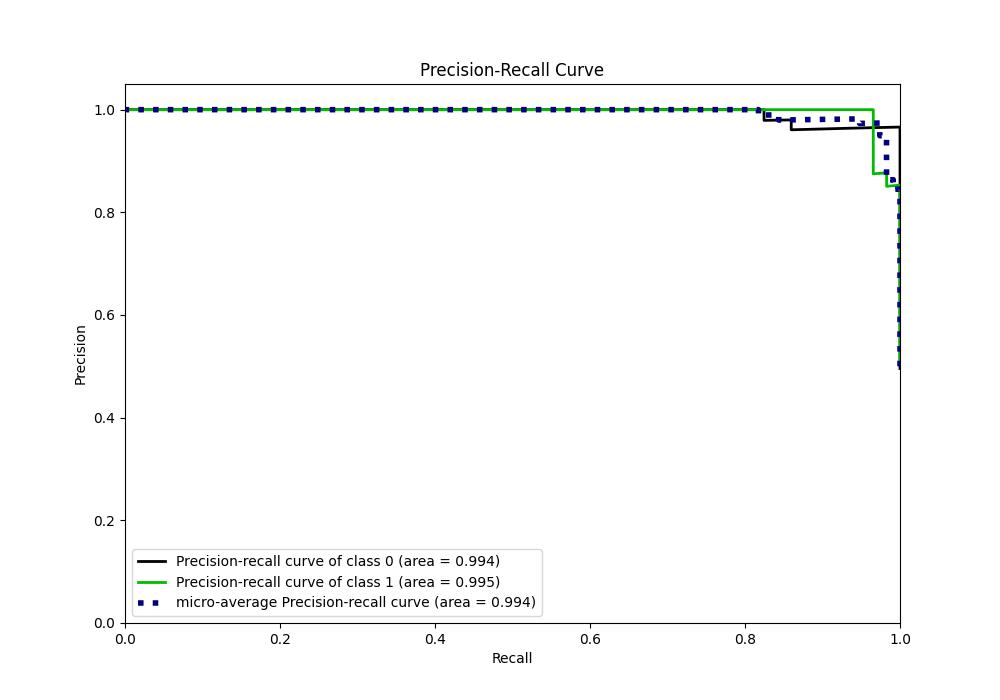 Precision-Recall Curve
1.0
0.8
0.6
0.4
0.2
0.0
Precision
Precision-recall curve of class 0 (area = 0.994)
Precision-recall curve of class 1 (area = 0.995)
micro-average Precision-recall curve (area = 0.994)
0.0 0.2 0.4 0.6 0.8 1.0
Recall